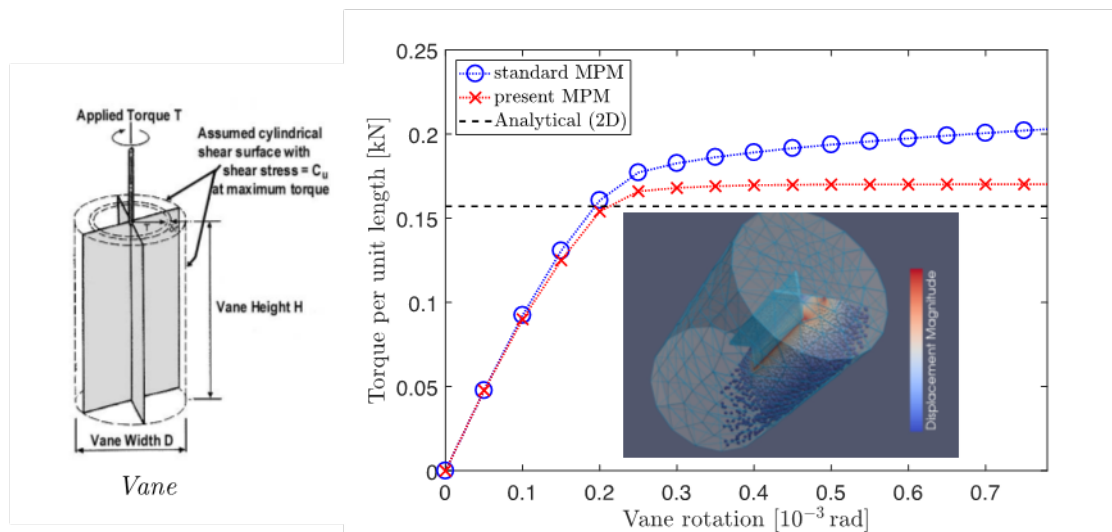 Applied Torque T
Assumed cylindrical
shear surface with
shear stress = Cu
at maximum torque
r
Vane Height H
Vane Width D
Vane
Torque per unit length [kN]
0.25
0.2
0.15
0.1
0.05
0
standard MPM
present MPM
Analytical (2D)
Displacement Magnitude
0 0.1 0.2 0.3 0.4 0.5 0.6 0.7
Vane rotation [10⁻³ rad]